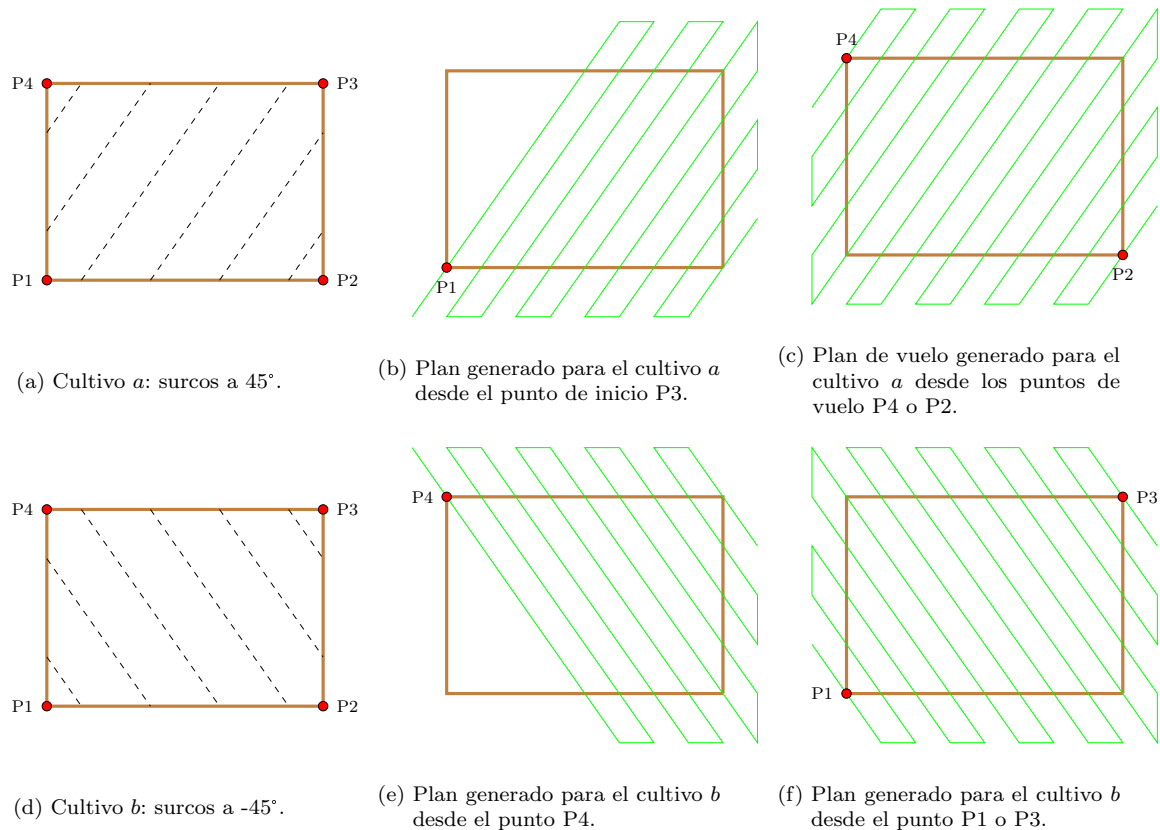 P4
P3
P1
P2
(a) Cultivo a: surcos a 45°.
P1
(b) Plan generado para el cultivo a
desde el punto de inicio P3.
P4
P2
(c) Plan de vuelo generado para el
cultivo a desde los puntos de
vuelo P4 o P2.
P4
P3
P1
P2
(d) Cultivo b: surcos a -45°.
P4
(e) Plan generado para el cultivo b
desde el punto P4.
P3
P1
(f) Plan generado para el cultivo b
desde el punto P1 o P3.